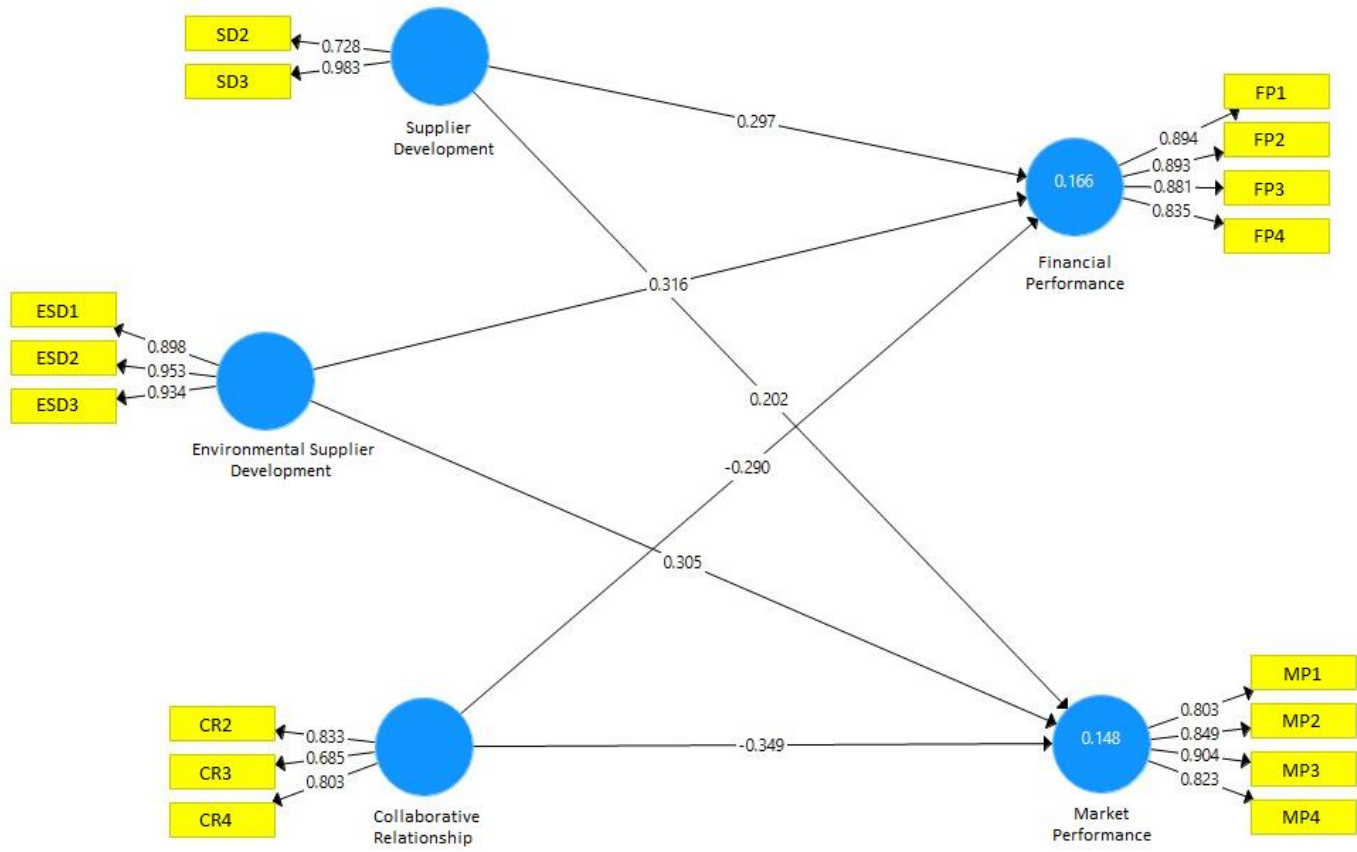 SD2
0.728
SD3
0.983
Supplier
Development
0.297
FP1
0.894
FP2
0.893
0.166
FP3
0.881
0.835
FP4
Financial
Performance
0.316
ESD1
0.898
ESD2
0.953
ESD3
0.934
Environmental Supplier
Development
0.202
-0.290
0.305
CR2
0.833
CR3
0.685
CR4
0.803
Collaborative
Relationship
-0.349
MP1
0.803
MP2
0.849
0.148
MP3
0.904
0.823
MP4
Market
Performance